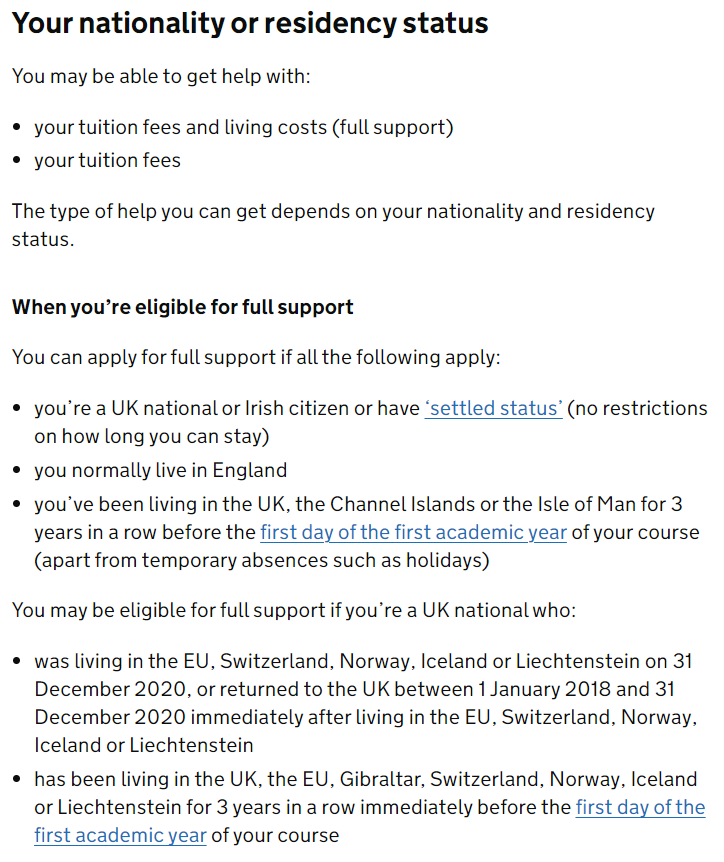 Your nationality or residency status
You may be able to get help with:
• your tuition fees and living costs (full support)
• your tuition fees
The type of help you can get depends on your nationality and residency
status.
When you’re eligible for full support
You can apply for full support if all the following apply:
• you’re a UK national or Irish citizen or have ‘settled status’ (no restrictions
on how long you can stay)
• you normally live in England
• you’ve been living in the UK, the Channel Islands or the Isle of Man for 3
years in a row before the first day of the first academic year of your course
(apart from temporary absences such as holidays)
You may be eligible for full support if you’re a UK national who:
• was living in the EU, Switzerland, Norway, Iceland or Liechtenstein on 31
December 2020, or returned to the UK between 1 January 2018 and 31
December 2020 immediately after living in the EU, Switzerland, Norway,
Iceland or Liechtenstein
• has been living in the UK, the EU, Gibraltar, Switzerland, Norway, Iceland
or Liechtenstein for 3 years in a row immediately before the first day of the
first academic year of your course